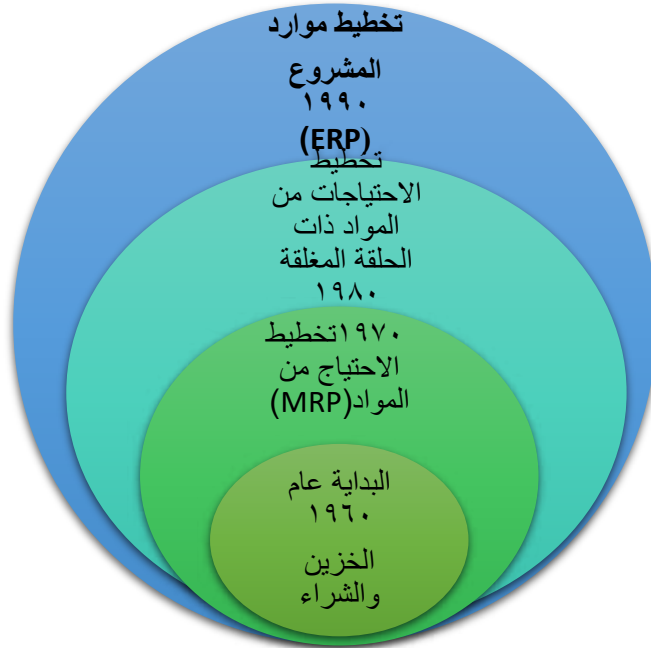 تخطيط موارد
المشروع
١٩٩٠
(ERP)
تخطيط
الاحتياجات من
المواد ذات
الحلقة المغلقة
١٩٨٠
١٩٧٠تخطيط
الاحتياج من
المواد(MRP)
البداية عام
١٩٦٠
الخزين
والشراء